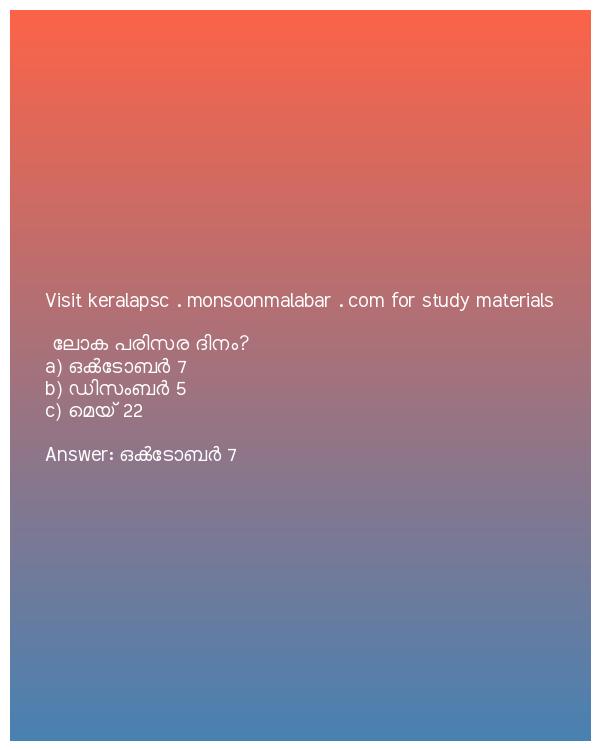 Visit keralapsc . monsoonmalabar . com for study materials
ലോക പരിസര ദിനം?
a) ഒക്ടോബർ 7
b) ഡിസംബർ 5
c) മെയ് 22
Answer: ഒക്ടോബർ 7